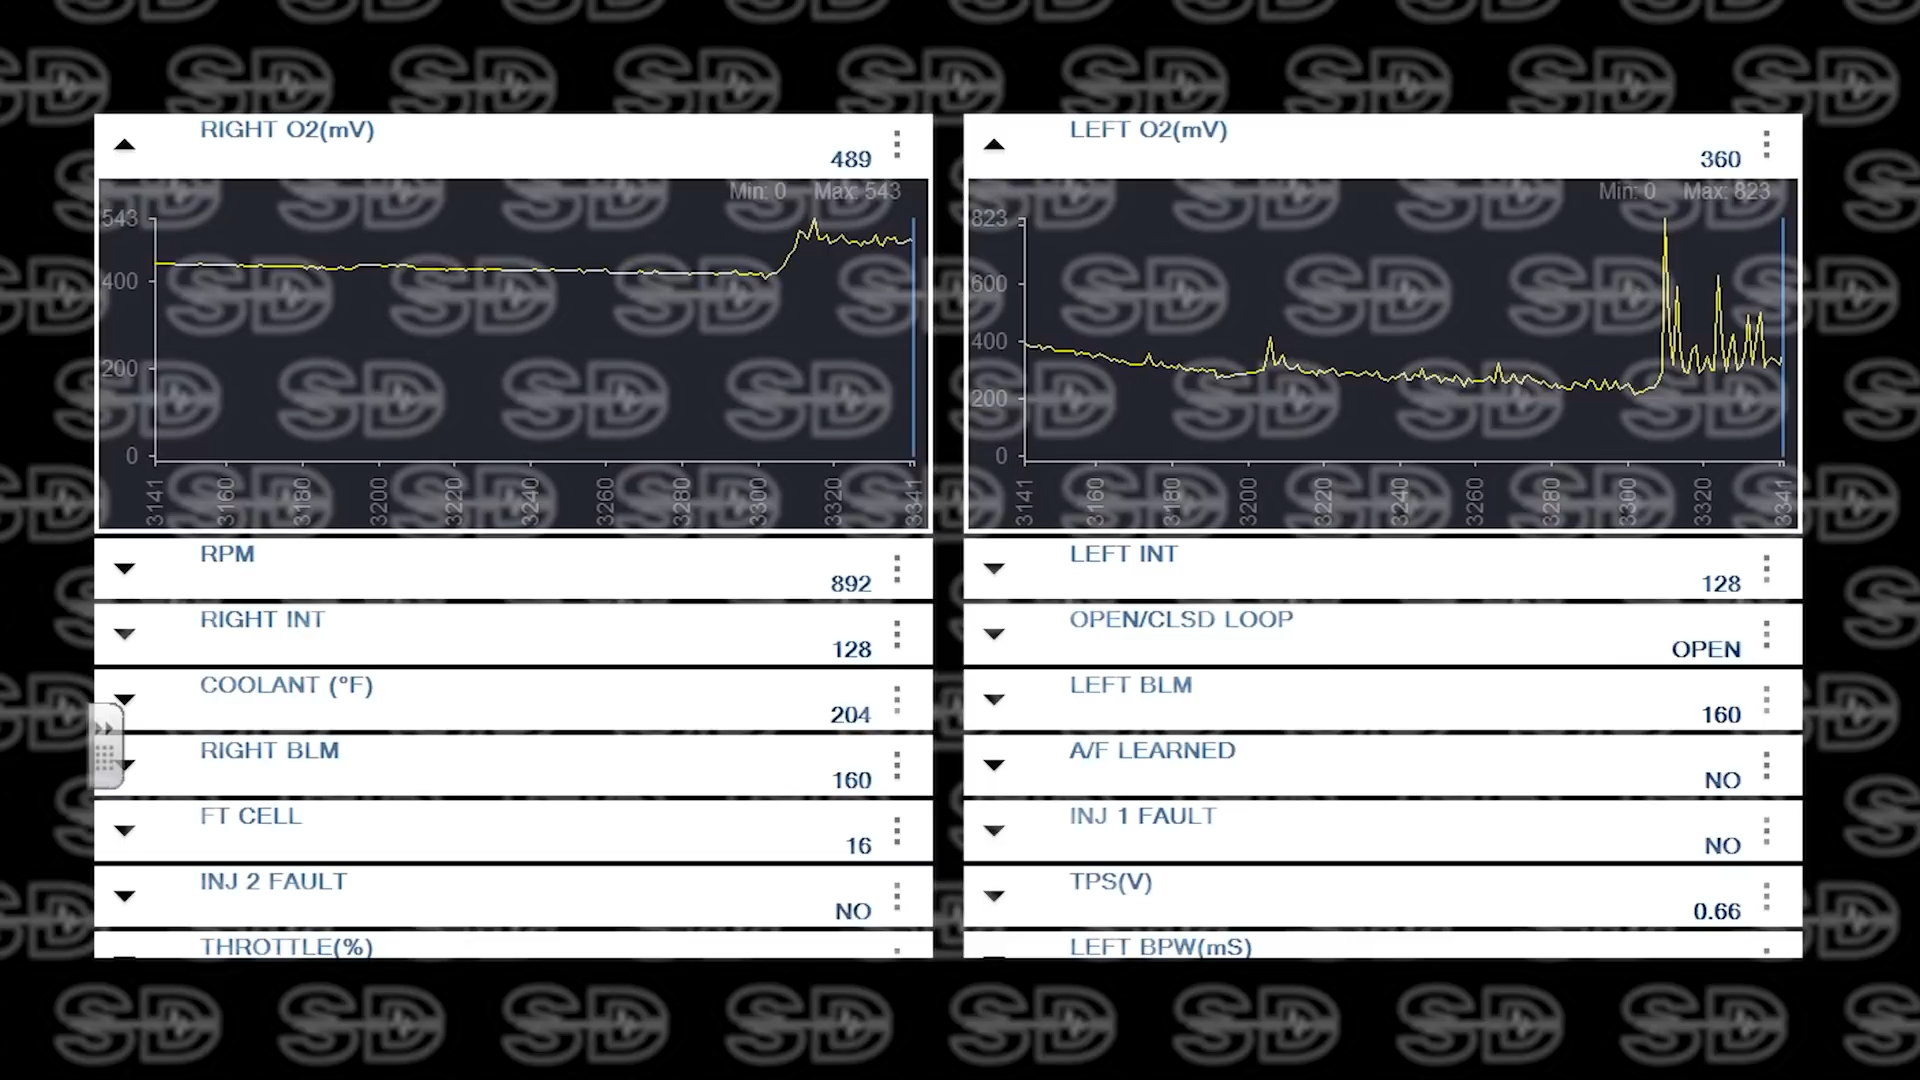 RIGHT O2(mV)
489
Min: 0 Max: 543
543
400
200
0
3141 3160 3180 3200 3220 3240 3260 3280 3300 3320 3341
LEFT O2(mV)
360
Min: 0 Max: 823
823
600
400
200
0
3141 3160 3180 3200 3220 3240 3260 3280 3300 3320 3341
RPM
892
LEFT INT
128
RIGHT INT
128
OPEN/CLSD LOOP
OPEN
COOLANT (°F)
204
LEFT BLM
160
RIGHT BLM
160
A/F LEARNED
NO
FT CELL
16
INJ 1 FAULT
NO
INJ 2 FAULT
NO
TPS(V)
0.66
THROTTLE(%)
LEFT BPW(mS)